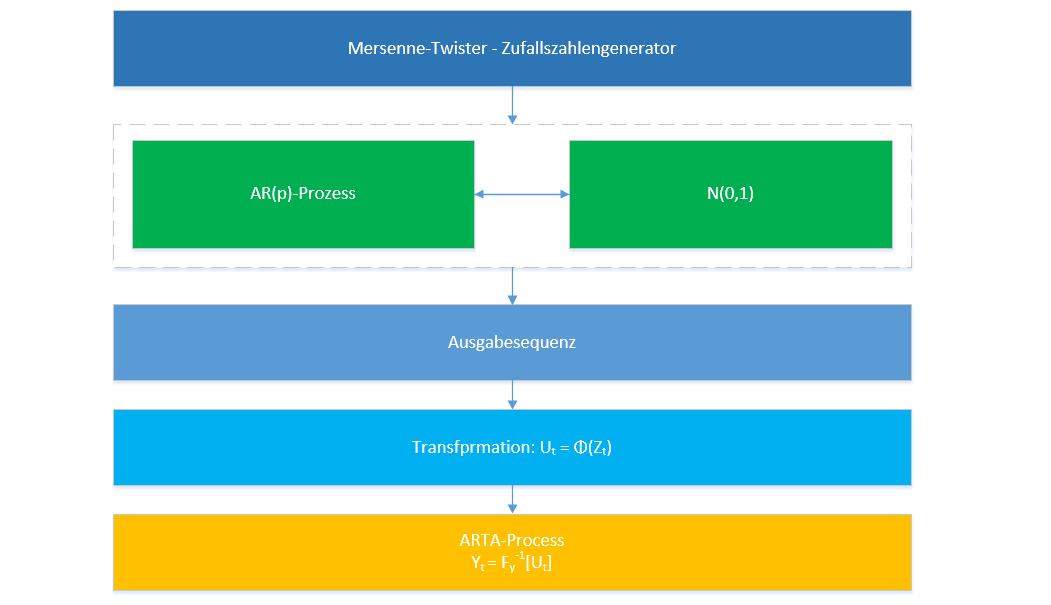 Mersenne-Twister - Zufallszahlengenerator
AR(p)-Prozess
N(0,1)
Ausgabesequenz
Transfprmation: Uₜ = Φ(Zₜ)
ARTA-Process
Yₜ = Fᵧ⁻¹[Uₜ]